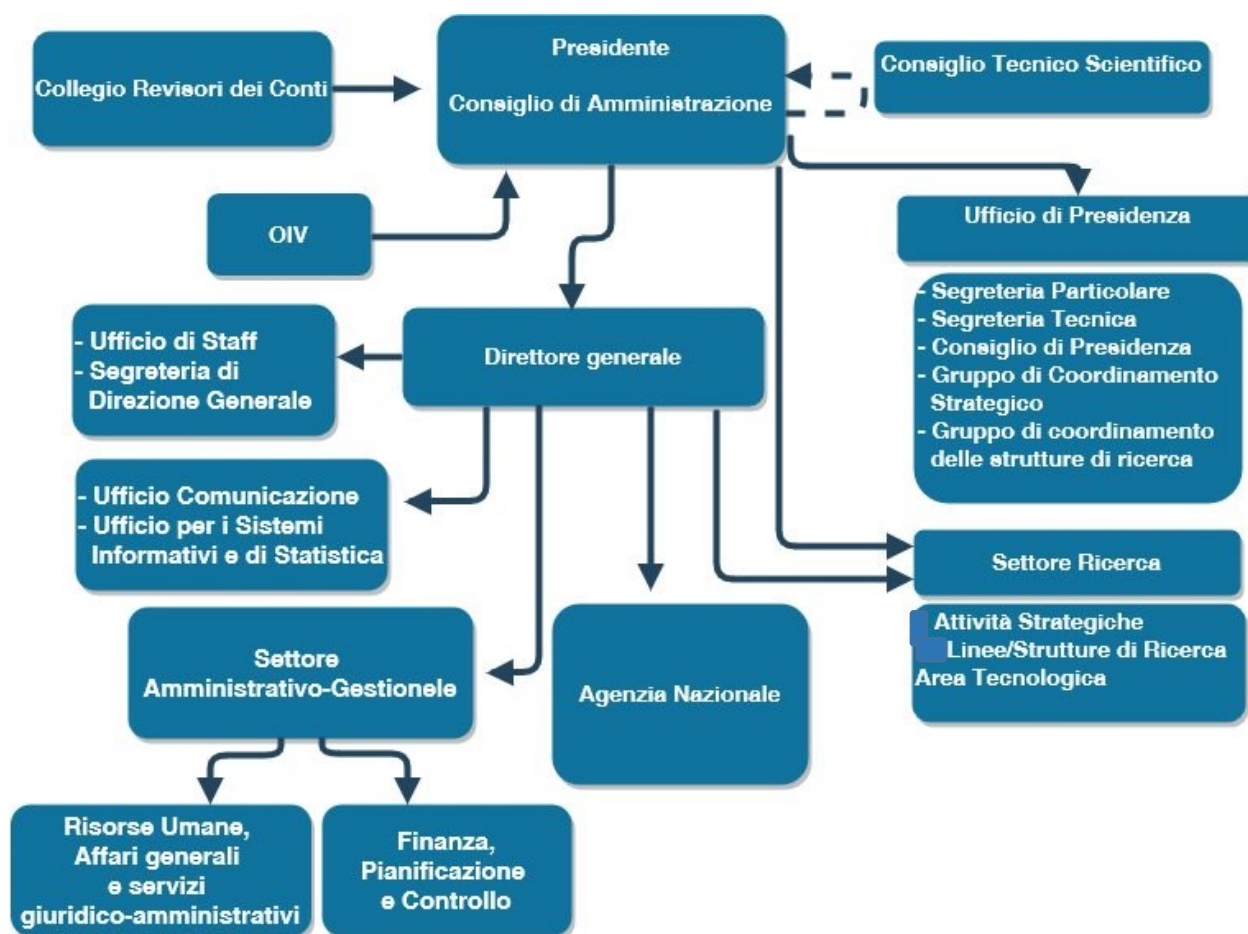 Presidente
Consiglio di Amministrazione
Collegio Revisori dei Conti
Consiglio Tecnico Scientifico
OIV
Ufficio di Presidenza
- Segreteria Particolare
- Segreteria Tecnica
- Consiglio di Presidenza
- Gruppo di Coordinamento
Strategico
- Gruppo di coordinamento
delle strutture di ricerca
- Ufficio di Staff
- Segreteria di
Direzione Generale
Direttore generale
- Ufficio Comunicazione
- Ufficio per i Sistemi
Informativi e di Statistica
Settore Ricerca
Attività Strategiche
Linee/Strutture di Ricerca
Area Tecnologica
Settore
Amministrativo-Gestionele
Agenzia Nazionale
Risorse Umane,
Affari generali
e servizi
giuridico-amministrativi
Finanza,
Pianificazione
e Controllo